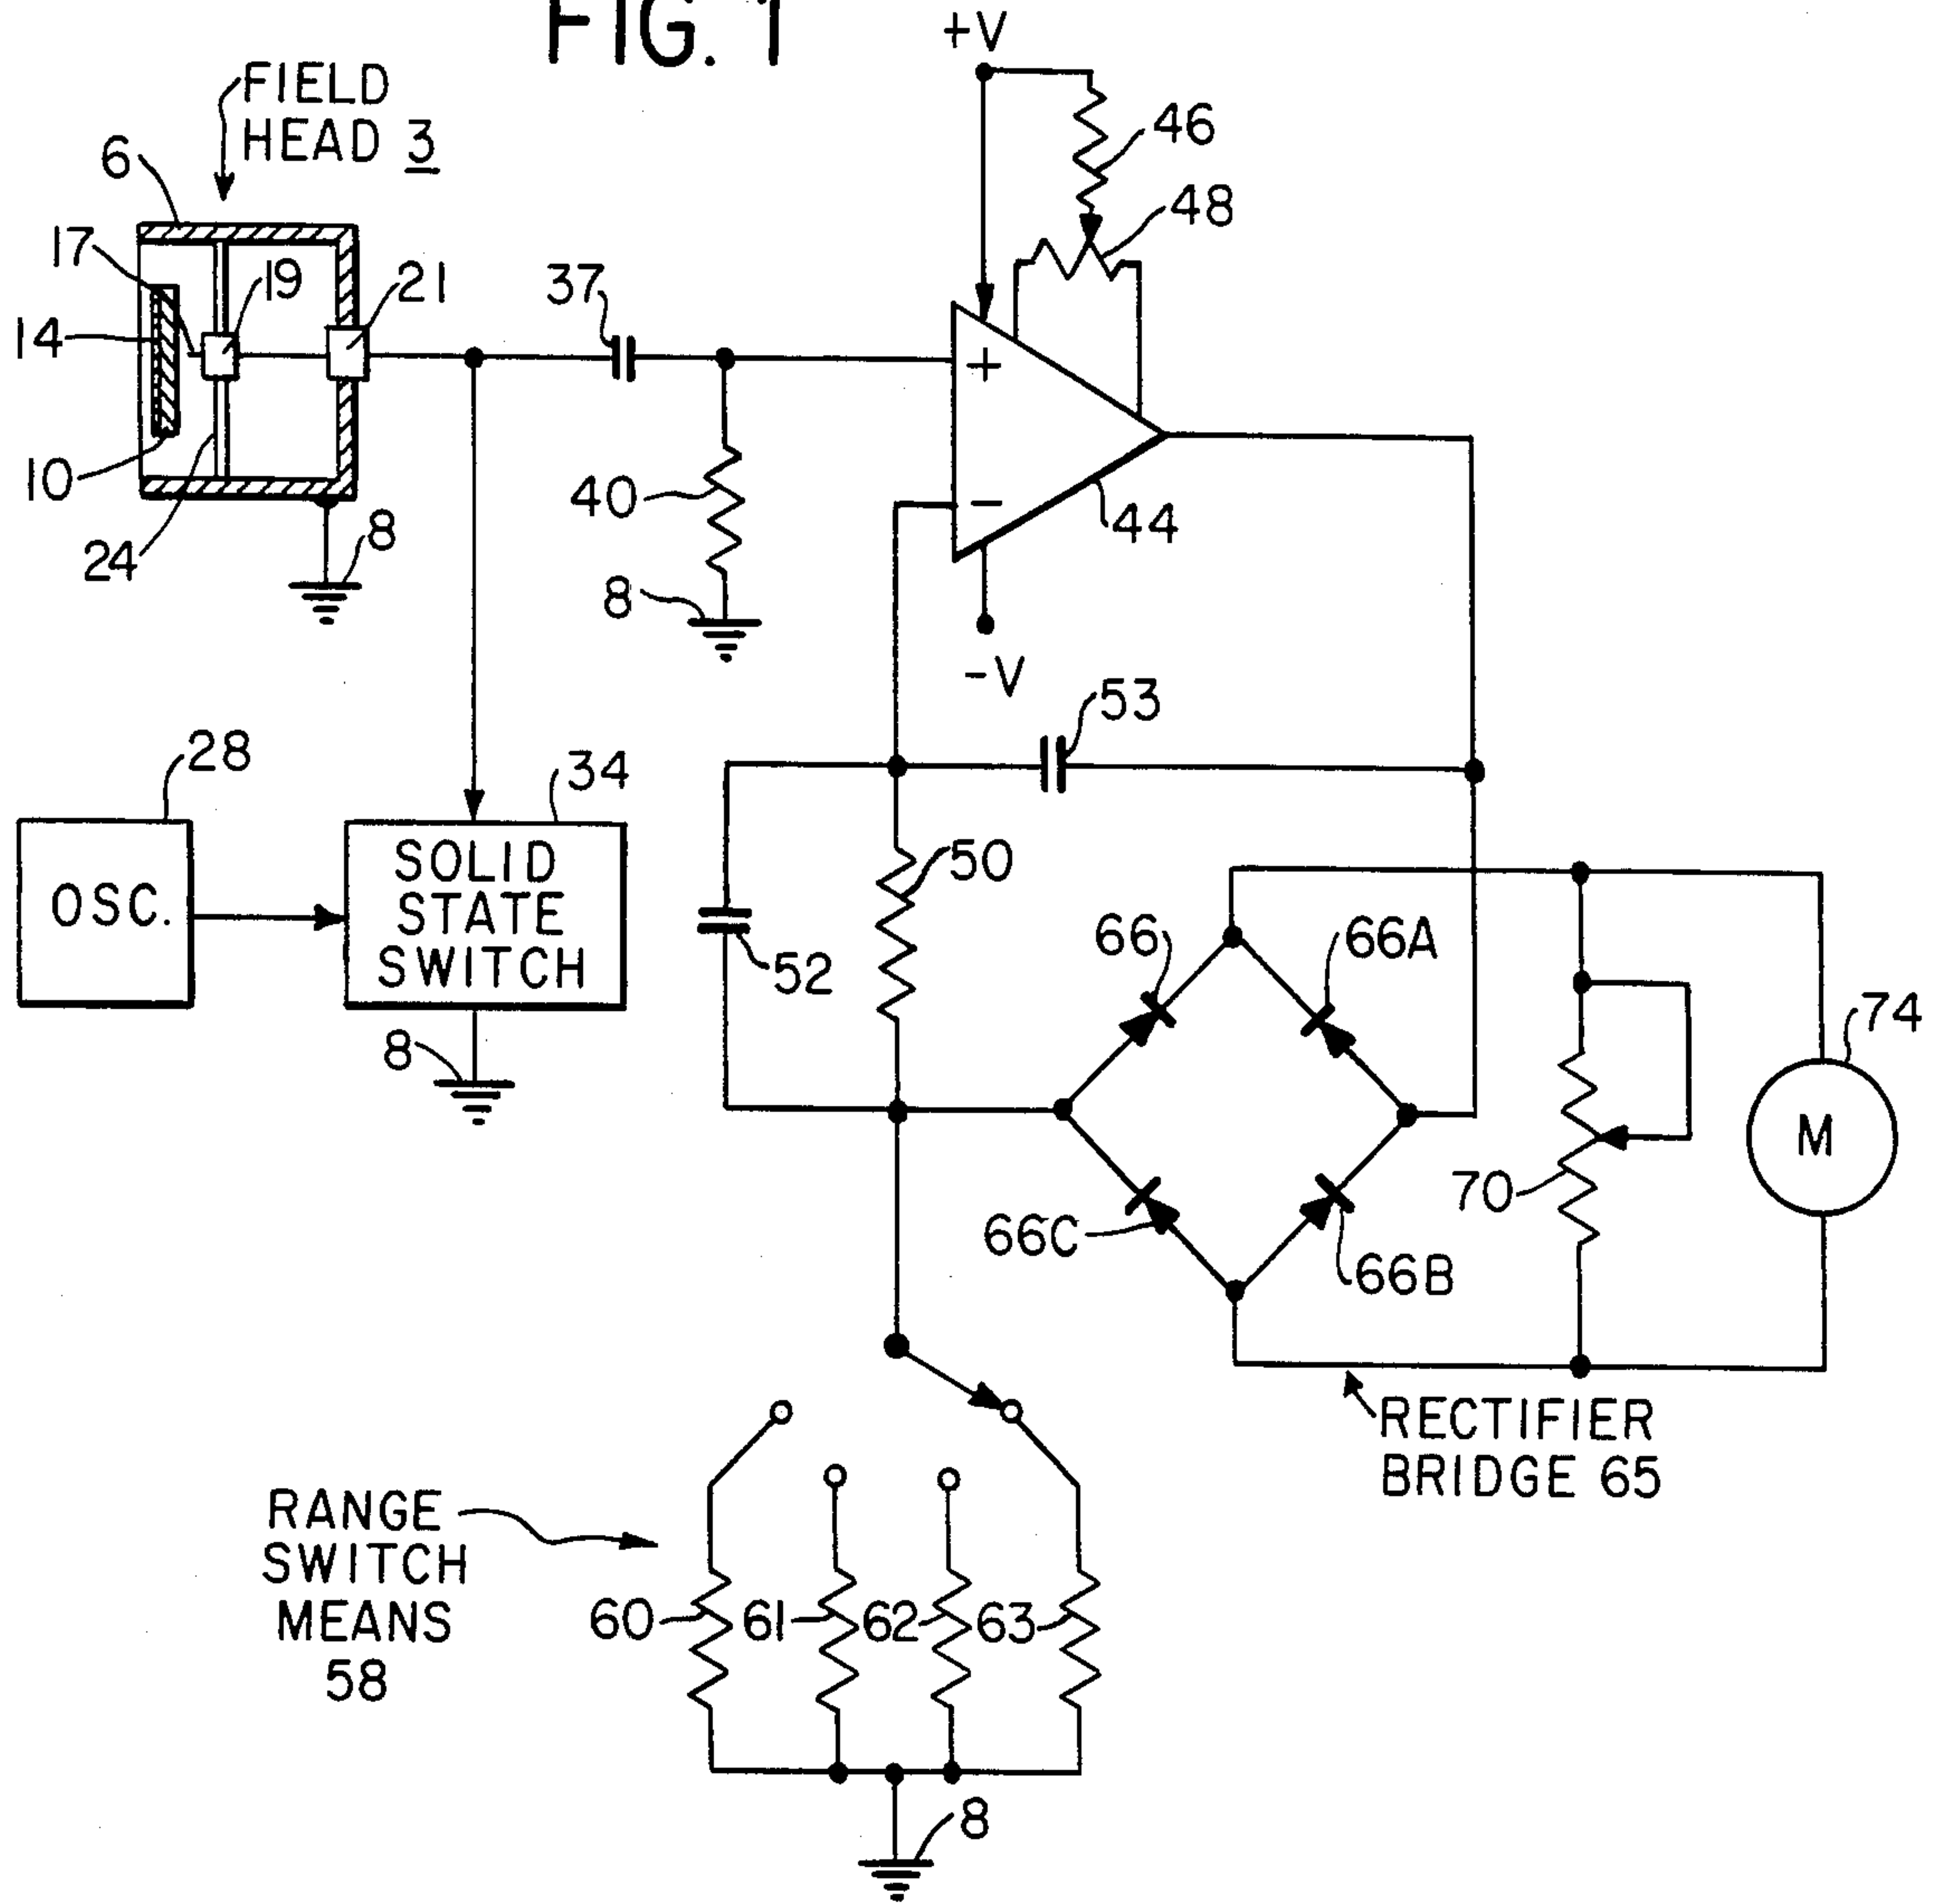 FIG. 1
+V
FIELD
HEAD 3
6
46
48
17
19
21
37
14
+
10
40
−
44
24
8
8
−V
53
28
34
OSC.
SOLID
STATE
SWITCH
50
52
66
66A
74
8
M
70
66C
66B
RECTIFIER
BRIDGE 65
RANGE
SWITCH
MEANS
58
60
61
62
63
8